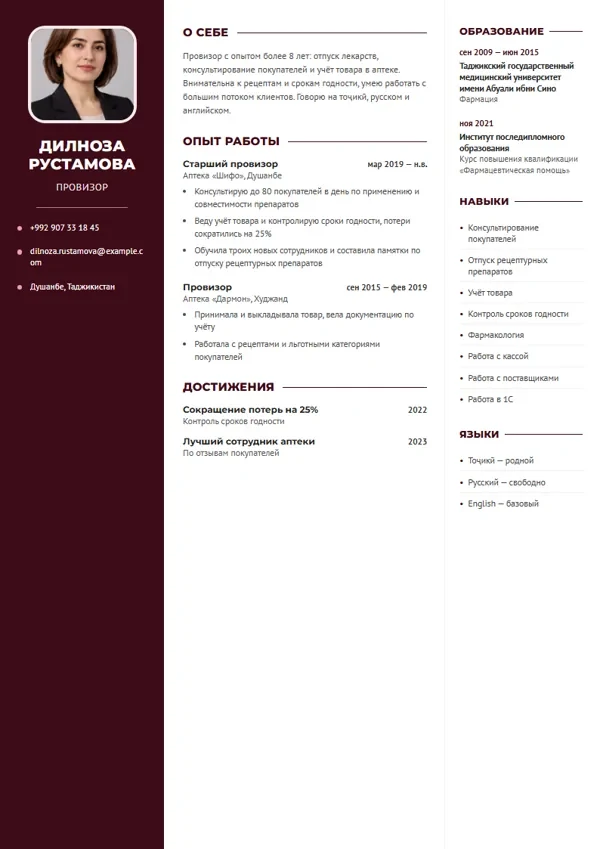 ДИЛНОЗА
РУСТАМОВА
ПРОВИЗОР
+992 907 33 18 45
dilnoza.rustamova@example.c
om
Душанбе, Таджикистан
О СЕБЕ
Провизор с опытом более 8 лет: отпуск лекарств,
консультирование покупателей и учёт товара в аптеке.
Внимательна к рецептам и срокам годности, умею работать с
большим потоком клиентов. Говорю на тоҷикӣ, русском и
английском.
ОПЫТ РАБОТЫ
Старший провизор мар 2019 — н.в.
Аптека «Шифо», Душанбе
• Консультирую до 80 покупателей в день по применению и
совместимости препаратов
• Веду учёт товара и контролирую сроки годности, потери
сократились на 25%
• Обучила троих новых сотрудников и составила памятки по
отпуску рецептурных препаратов
Провизор сен 2015 — фев 2019
Аптека «Дармон», Худжанд
• Принимала и выкладывала товар, вела документацию по
учёту
• Работала с рецептами и льготными категориями
покупателей
ДОСТИЖЕНИЯ
Сокращение потерь на 25% 2022
Контроль сроков годности
Лучший сотрудник аптеки 2023
По отзывам покупателей
ОБРАЗОВАНИЕ
сен 2009 — июн 2015
Таджикский государственный
медицинский университет
имени Абуали ибни Сино
Фармация
ноя 2021
Институт последипломного
образования
Курс повышения квалификации
«Фармацевтическая помощь»
НАВЫКИ
• Консультирование
покупателей
• Отпуск рецептурных
препаратов
• Учёт товара
• Контроль сроков годности
• Фармакология
• Работа с кассой
• Работа с поставщиками
• Работа в 1С
ЯЗЫКИ
• Тоҷикӣ — родной
• Русский — свободно
• English — базовый